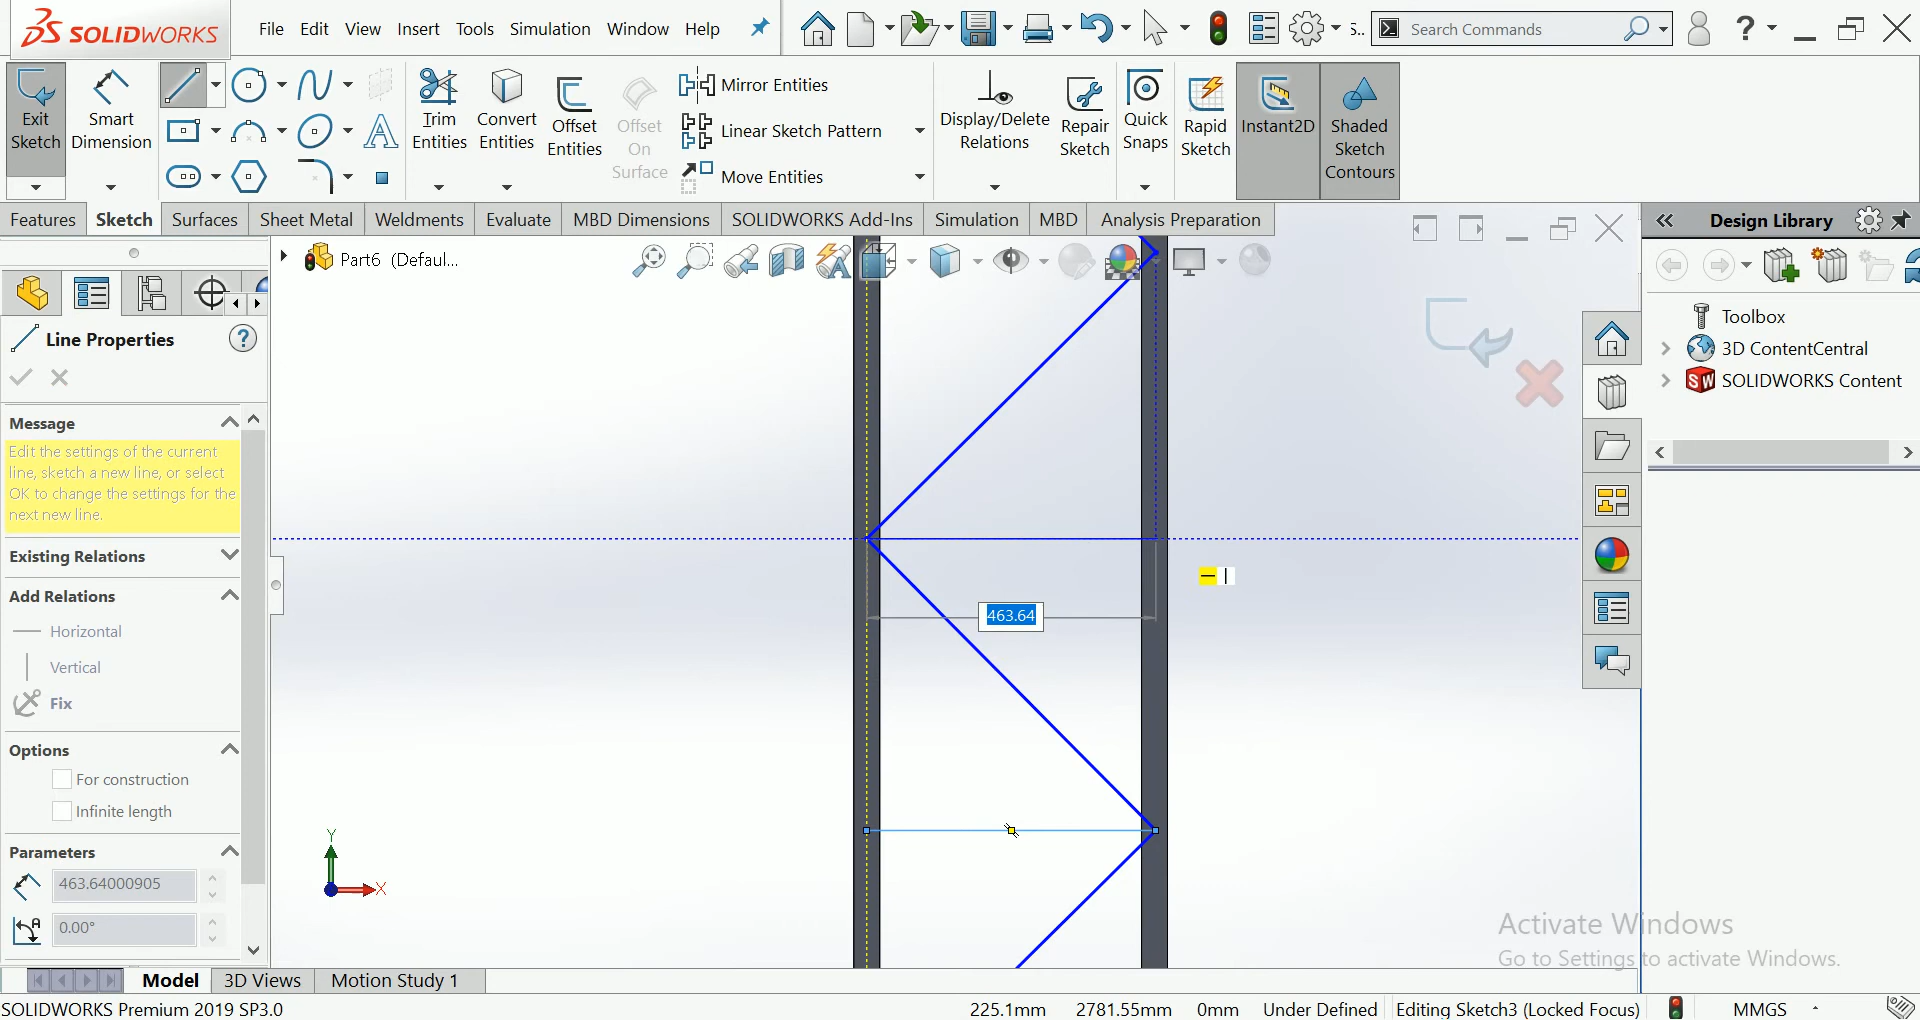 SOLIDWORKS
File Edit View Insert Tools Simulation Window Help
S..
Search Commands
?
Exit Sketch
Smart Dimension
Trim Entities
Convert Entities
Offset Entities
Offset On Surface
Mirror Entities
Linear Sketch Pattern
Move Entities
Display/Delete Relations
Repair Sketch
Quick Snaps
Rapid Sketch
Instant2D
Shaded Sketch Contours
Features Sketch Surfaces Sheet Metal Weldments Evaluate MBD Dimensions SOLIDWORKS Add-Ins Simulation MBD Analysis Preparation
Design Library
Part6 (Defaul...
Toolbox
3D ContentCentral
SOLIDWORKS Content
Line Properties
?
Message
Edit the settings of the current
line, sketch a new line, or select
OK to change the settings for the
next new line.
Existing Relations
Add Relations
Horizontal
Vertical
Fix
Options
For construction
Infinite length
Parameters
463.64000905
0.00°
463.64
Y
X
Activate Windows
Go to Settings to activate Windows.
Model 3D Views Motion Study 1
SOLIDWORKS Premium 2019 SP3.0
225.1mm 2781.55mm 0mm Under Defined Editing Sketch3 (Locked Focus) MMGS